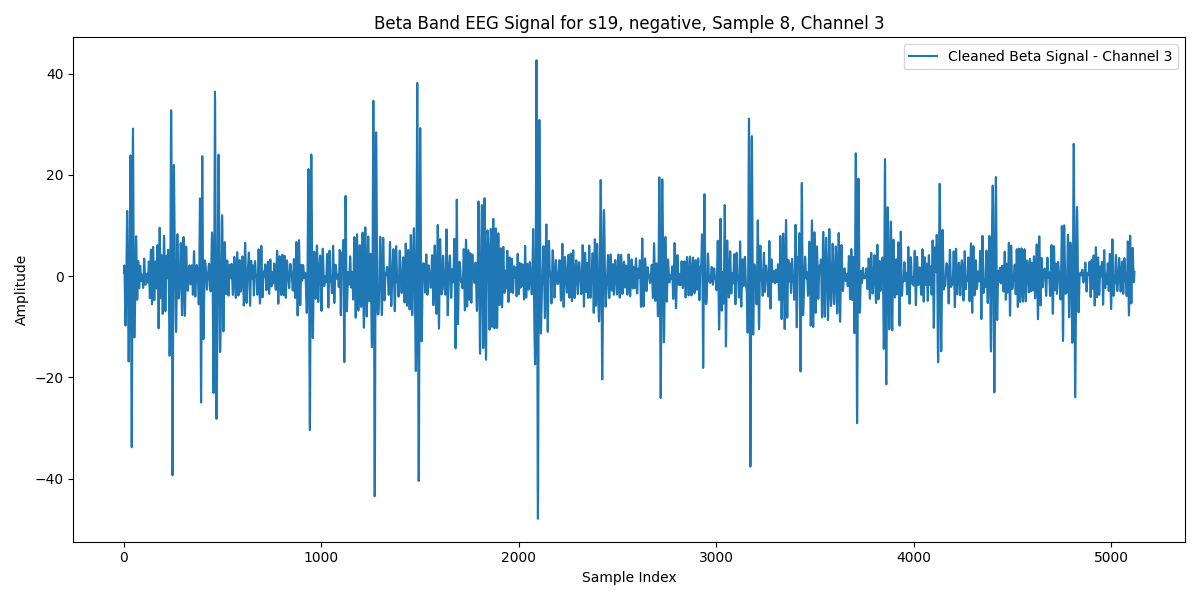 Beta Band EEG Signal for s19, negative, Sample 8, Channel 3
Cleaned Beta Signal - Channel 3
Amplitude
40
20
0
−20
−40
0 1000 2000 3000 4000 5000
Sample Index